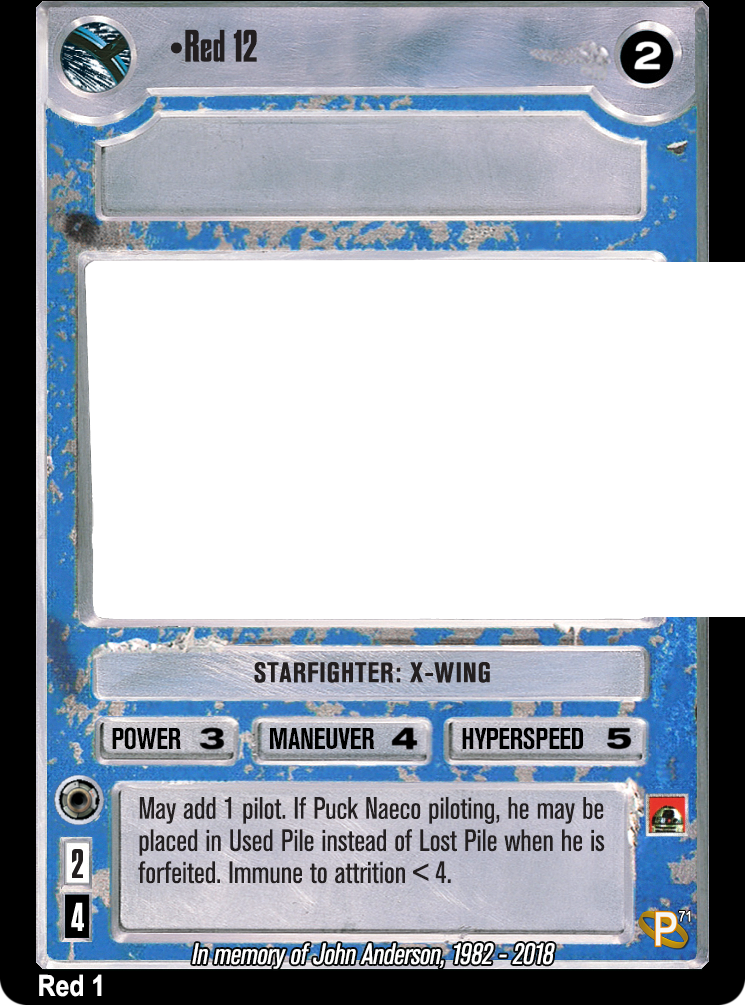 •Red 12
2
STARFIGHTER: X-WING
POWER 3 MANEUVER 4 HYPERSPEED 5
May add 1 pilot. If Puck Naeco piloting, he may be
placed in Used Pile instead of Lost Pile when he is
forfeited. Immune to attrition < 4.
2
4
P 71
In memory of John Anderson, 1982 - 2018
Red 1